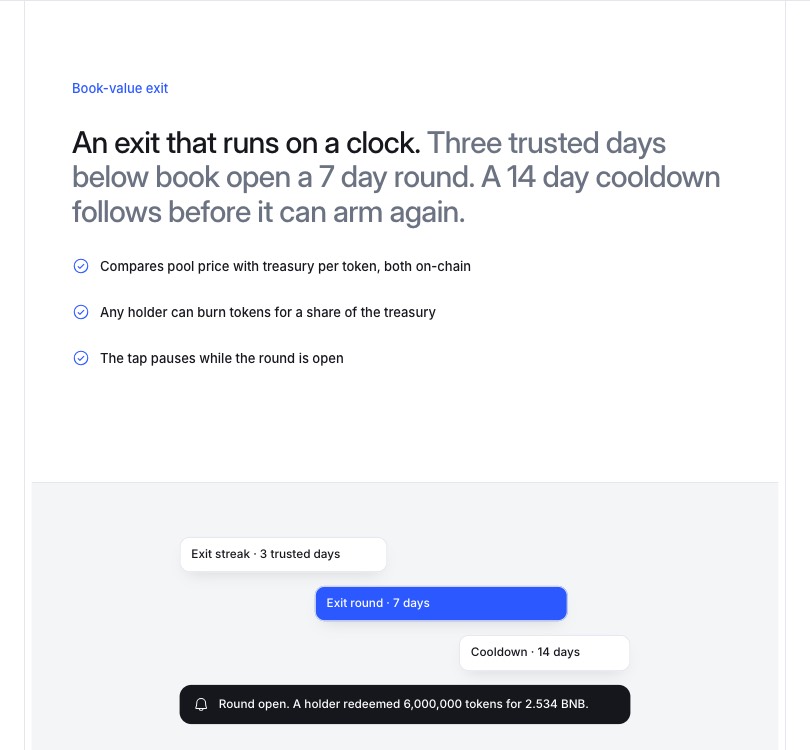 Book-value exit
An exit that runs on a clock. Three trusted days
below book open a 7 day round. A 14 day cooldown
follows before it can arm again.
Compares pool price with treasury per token, both on-chain
Any holder can burn tokens for a share of the treasury
The tap pauses while the round is open
Exit streak · 3 trusted days
Exit round · 7 days
Cooldown · 14 days
Round open. A holder redeemed 6,000,000 tokens for 2.534 BNB.